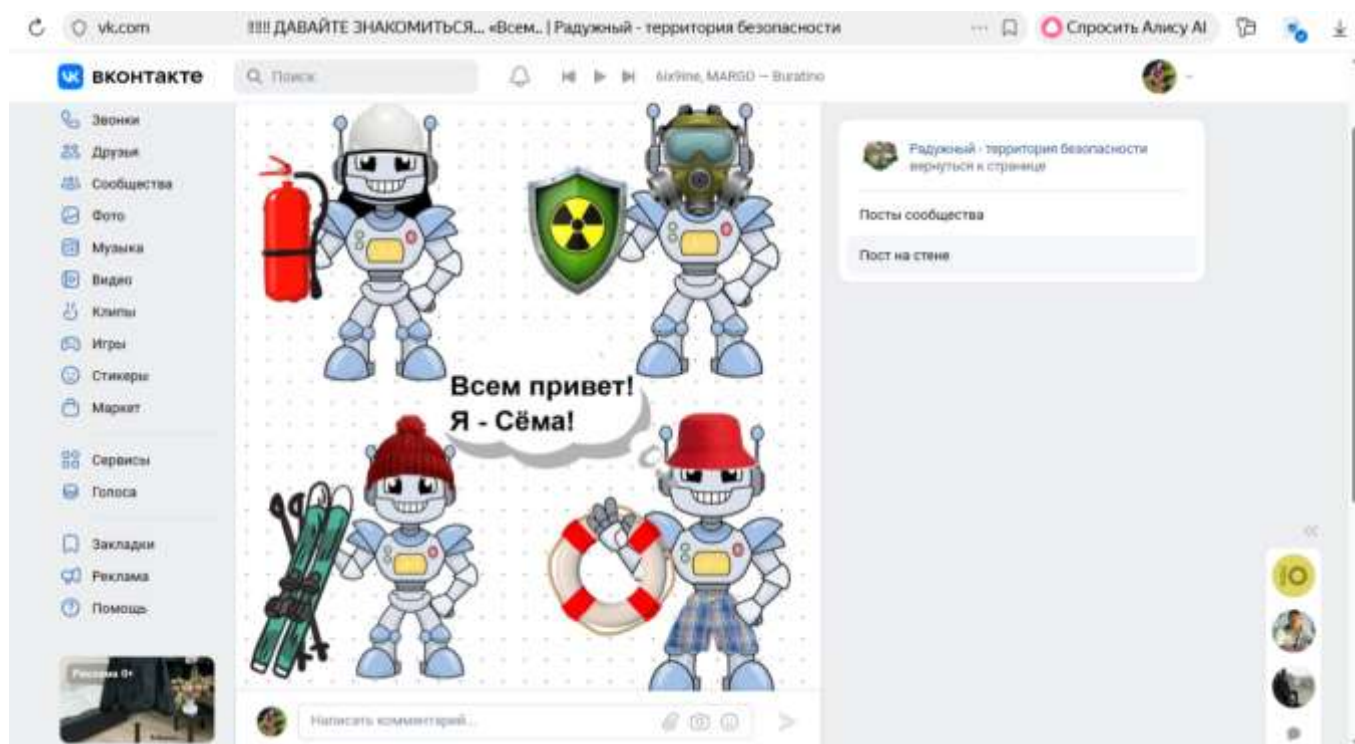 vk.com
!!!!! ДАВАЙТЕ ЗНАКОМИТЬСЯ... «Всем.. | Радужный - территория безопасности
Спросить Алису AI
ВКОНТАКТЕ
Поиск
6ix9ine, MARGO — Buratino
Звонки
Друзья
Сообщества
Фото
Музыка
Видео
Клипы
Игры
Стикеры
Маркет
Сервисы
Голоса
Закладки
Реклама
Помощь
Реклама 0+
Всем привет!
Я - Сёма!
Написать комментарий...
Радужный - территория безопасности
вернуться к странице
Посты сообщества
Пост на стене